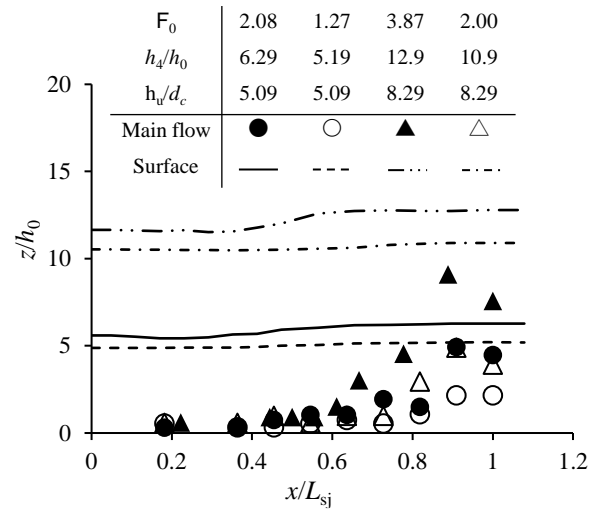 F0 2.08 1.27 3.87 2.00
h4/h0 6.29 5.19 12.9 10.9
hu/dc 5.09 5.09 8.29 8.29
Main flow
Surface
20
15
10
5
0
z/h0
0 0.2 0.4 0.6 0.8 1 1.2
x/Lsj